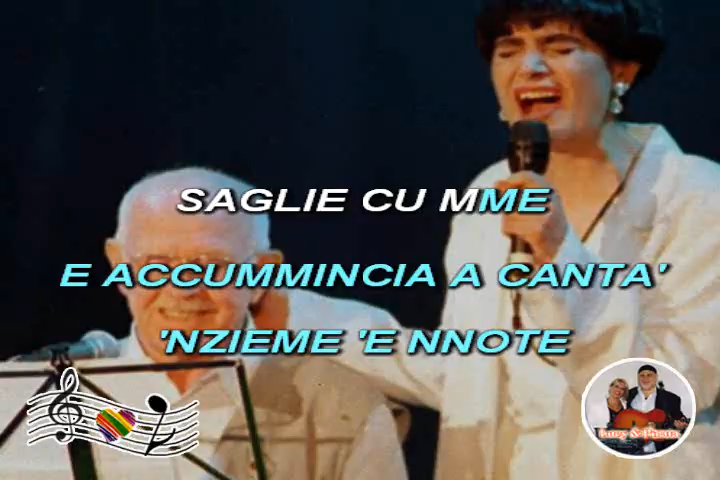 SAGLIE CU MME
E ACCUMMINCIA A CANTA'
'NZIEME 'E NNOTE